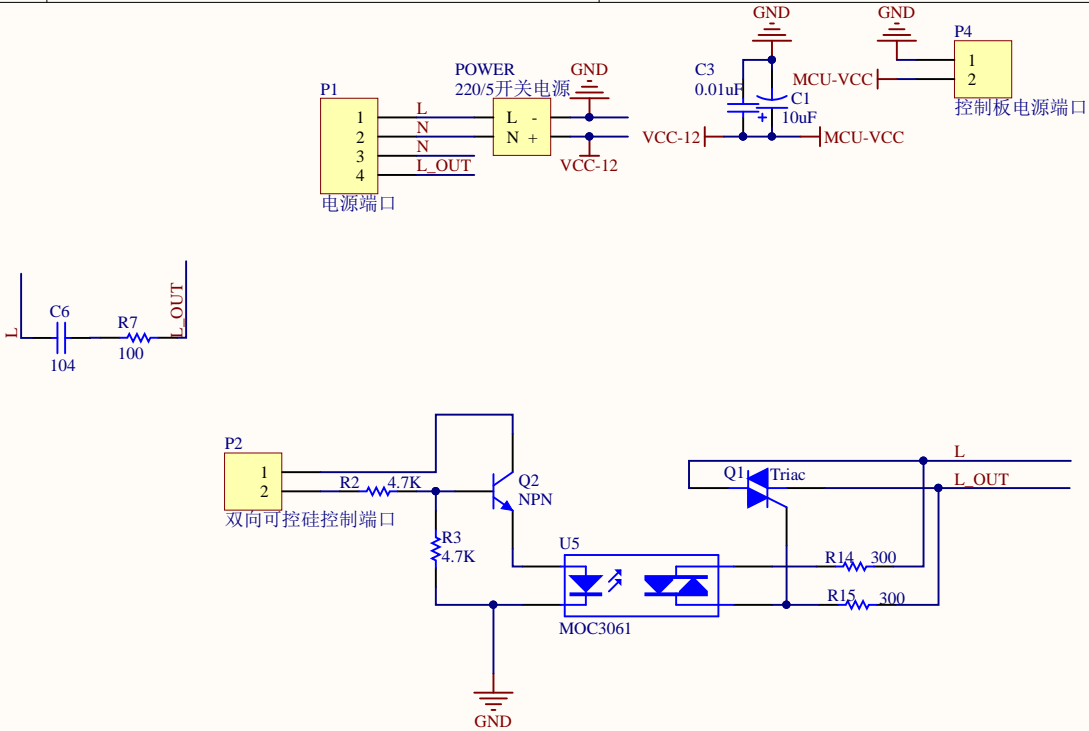 GND
GND
P4
POWER
GND
C3
1
220/5开关电源
0.01uF
MCU-VCC
2
P1
C1
控制板电源端口
1
L
L -
10uF
2
N
N +
VCC-12
MCU-VCC
3
N
VCC-12
4
L_OUT
电源端口
L
C6
104
R7
100
L_OUT
P2
1
2
R2
4.7K
双向可控硅控制端口
Q2
NPN
R3
4.7K
U5
MOC3061
GND
Q1
Triac
L
L_OUT
R14
300
R15
300